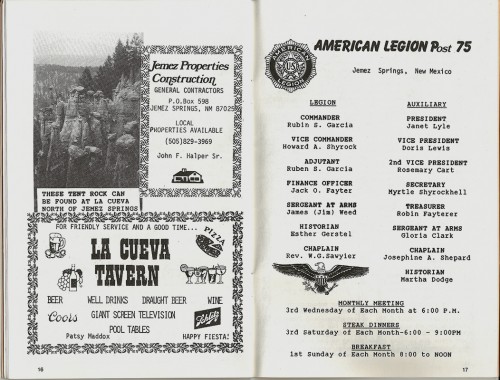 THESE TENT ROCK CAN
BE FOUND AT LA CUEVA
NORTH OF JEMEZ SPRINGS
Jemez Properties
Construction
GENERAL CONTRACTORS
P.O.Box 598
JEMEZ SPRINGS, NM 87025
LOCAL
PROPERTIES AVAILABLE
(505)829-3969
John F. Halper Sr.
FOR FRIENDLY SERVICE AND A GOOD TIME...
PIZZA
LA CUEVA
TAVERN
BEER WELL DRINKS DRAUGHT BEER WINE
Coors GIANT SCREEN TELEVISION Schlitz
POOL TABLES
Patsy Maddox HAPPY FIESTA!
16
AMERICAN LEGION
U.S.
AMERICAN LEGION Post 75
Jemez Springs, New Mexico
LEGION
COMMANDER
Rubin S. Garcia
VICE COMMANDER
Howard A. Shyrock
ADJUTANT
Ruben S. Garcia
FINANCE OFFICER
Jack O. Fayter
SERGEANT AT ARMS
James (Jim) Weed
HISTORIAN
Esther Geratel
CHAPLAIN
Rev. W.G.Sawyler
AUXILIARY
PRESIDENT
Janet Lyle
VICE PRESIDENT
Doris Lewis
2nd VICE PRESIDENT
Rosemary Cart
SECRETARY
Myrtle Shyrockhell
TREASURER
Robin Fayterer
SERGEANT AT ARMS
Gloria Clark
CHAPLAIN
Josephine A. Shepard
HISTORIAN
Martha Dodge
MONTHLY MEETING
3rd Wednesday of Each Month at 6:00 P.M.
STEAK DINNERS
3rd Saturday of Each Month-6:00 - 9:00PM
BREAKFAST
1st Sunday of Each Month 8:00 to NOON
17